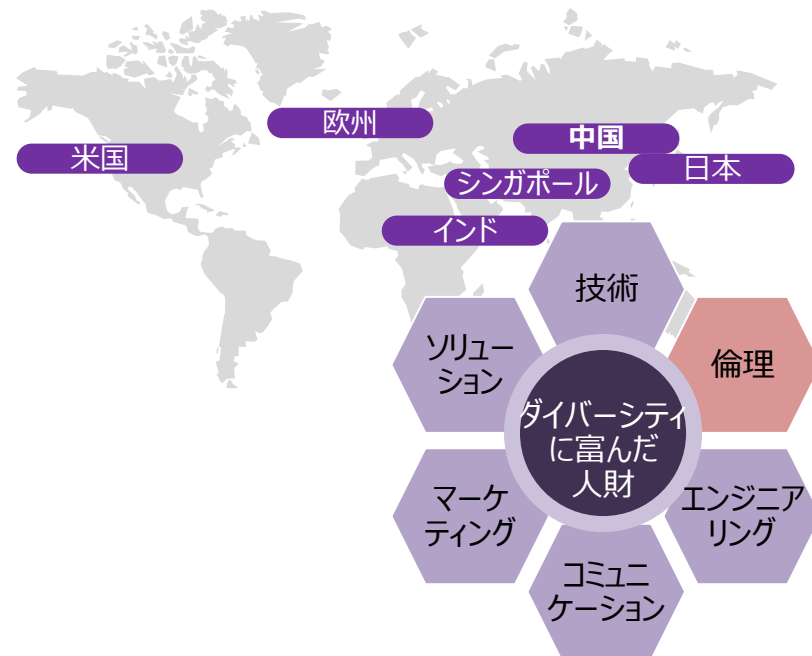 欧州
中国
米国
日本
シンガポール
インド
技術
ソリュー
ション
倫理
ダイバーシティ
に富んだ
人財
マーケ
ティング
エンジニア
リング
コミュニ
ケーション